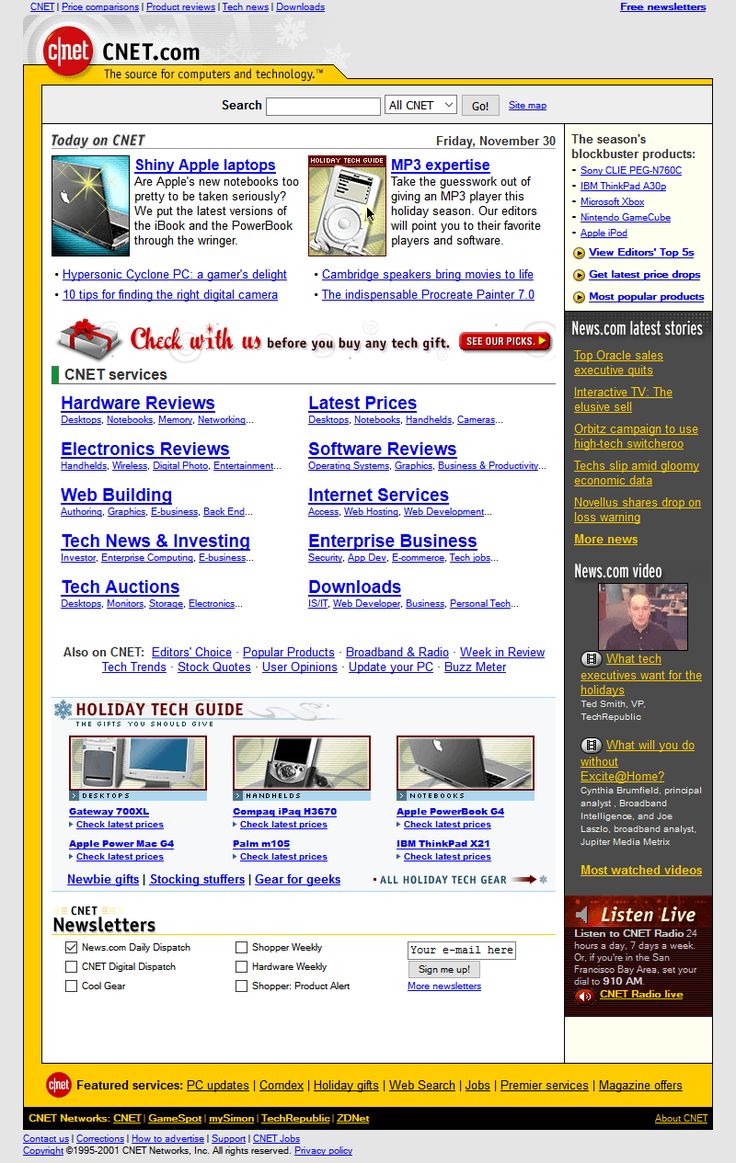 CNET | Price comparisons | Product reviews | Tech news | Downloads
Free newsletters
c|net CNET.com
The source for computers and technology.™
Search All CNET Go! Site map
Today on CNET
Friday, November 30
Shiny Apple laptops
Are Apple's new notebooks too
pretty to be taken seriously?
We put the latest versions of
the iBook and the PowerBook
through the wringer.
HOLIDAY TECH GUIDE
MP3 expertise
Take the guesswork out of
giving an MP3 player this
holiday season. Our editors
will point you to their favorite
players and software.
• Hypersonic Cyclone PC: a gamer's delight
• 10 tips for finding the right digital camera
• Cambridge speakers bring movies to life
• The indispensable Procreate Painter 7.0
Check with us before you buy any tech gift. SEE OUR PICKS.
CNET services
Hardware Reviews
Desktops, Notebooks, Memory, Networking...
Latest Prices
Desktops, Notebooks, Handhelds, Cameras...
Electronics Reviews
Handhelds, Wireless, Digital Photo, Entertainment...
Software Reviews
Operating Systems, Graphics, Business & Productivity...
Web Building
Authoring, Graphics, E-business, Back End...
Internet Services
Access, Web Hosting, Web Development...
Tech News & Investing
Investor, Enterprise Computing, E-business...
Enterprise Business
Security, App Dev, E-commerce, Tech jobs...
Tech Auctions
Desktops, Monitors, Storage, Electronics...
Downloads
IS/IT, Web Developer, Business, Personal Tech...
Also on CNET: Editors' Choice · Popular Products · Broadband & Radio · Week in Review
Tech Trends · Stock Quotes · User Opinions · Update your PC · Buzz Meter
HOLIDAY TECH GUIDE
THE GIFTS YOU SHOULD GIVE
DESKTOPS
Gateway 700XL
Check latest prices
Apple Power Mac G4
Check latest prices
HANDHELDS
Compaq iPaq H3670
Check latest prices
Palm m105
Check latest prices
NOTEBOOKS
Apple PowerBook G4
Check latest prices
IBM ThinkPad X21
Check latest prices
Newbie gifts | Stocking stuffers | Gear for geeks
• ALL HOLIDAY TECH GEAR
CNET
Newsletters
News.com Daily Dispatch
CNET Digital Dispatch
Cool Gear
Shopper Weekly
Hardware Weekly
Shopper: Product Alert
Your e-mail here
Sign me up!
More newsletters
The season's
blockbuster products:
- Sony CLIE PEG-N760C
- IBM ThinkPad A30p
- Microsoft Xbox
- Nintendo GameCube
- Apple iPod
View Editors' Top 5s
Get latest price drops
Most popular products
News.com latest stories
Top Oracle sales
executive quits
Interactive TV: The
elusive sell
Orbitz campaign to use
high-tech switcheroo
Techs slip amid gloomy
economic data
Novellus shares drop on
loss warning
More news
News.com video
What tech
executives want for the
holidays
Ted Smith, VP,
TechRepublic
What will you do
without
Excite@Home?
Cynthia Brumfield, principal
analyst , Broadband
Intelligence, and Joe
Laszlo, broadband analyst,
Jupiter Media Metrix
Most watched videos
Listen Live
Listen to CNET Radio 24
hours a day, 7 days a week.
Or, if you're in the San
Francisco Bay Area, set your
dial to 910 AM.
CNET Radio live
c|net Featured services: PC updates | Comdex | Holiday gifts | Web Search | Jobs | Premier services | Magazine offers
CNET Networks: CNET | GameSpot | mySimon | TechRepublic | ZDNet
About CNET
Contact us | Corrections | How to advertise | Support | CNET Jobs
Copyright ©1995-2001 CNET Networks, Inc. All rights reserved. Privacy policy